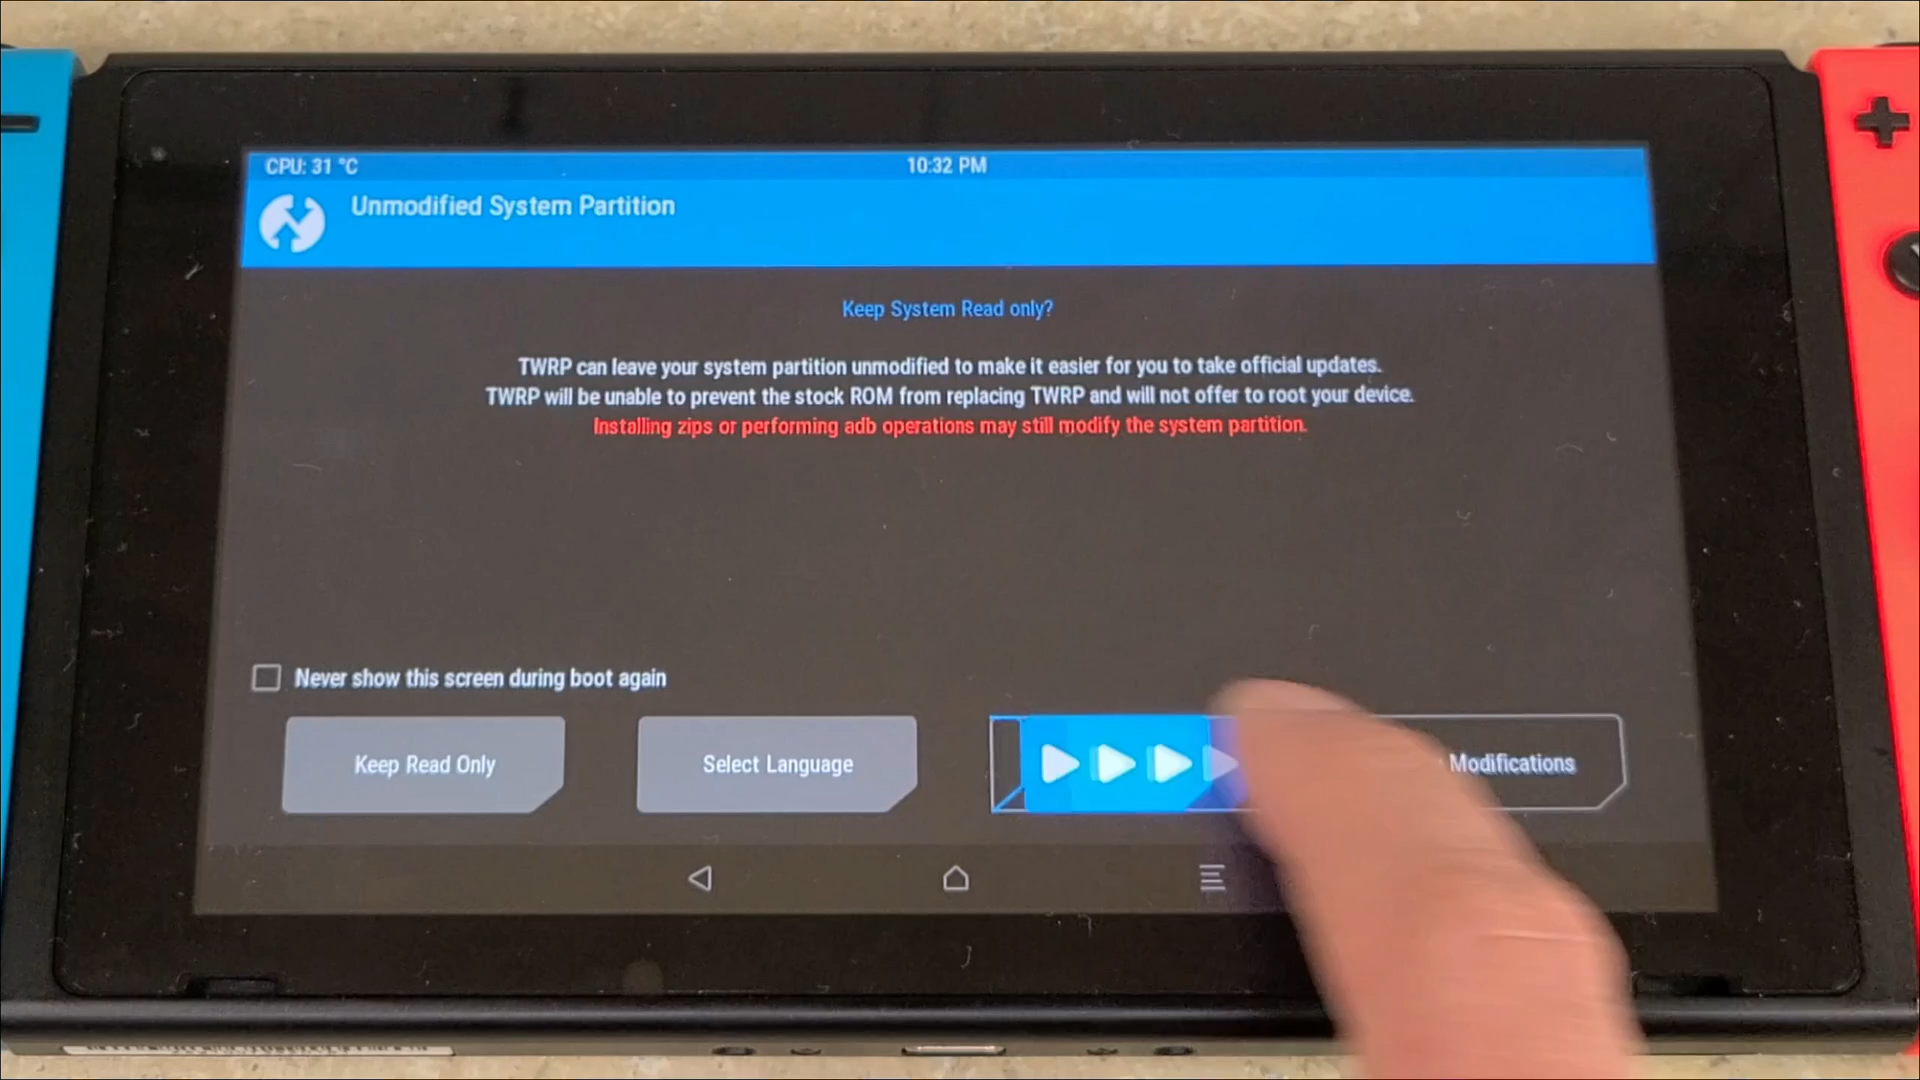 CPU: 31 °C
10:32 PM
Unmodified System Partition
Keep System Read only?
TWRP can leave your system partition unmodified to make it easier for you to take official updates.
TWRP will be unable to prevent the stock ROM from replacing TWRP and will not offer to root your device.
Installing zips or performing adb operations may still modify the system partition.
Never show this screen during boot again
Keep Read Only
Select Language
Modifications